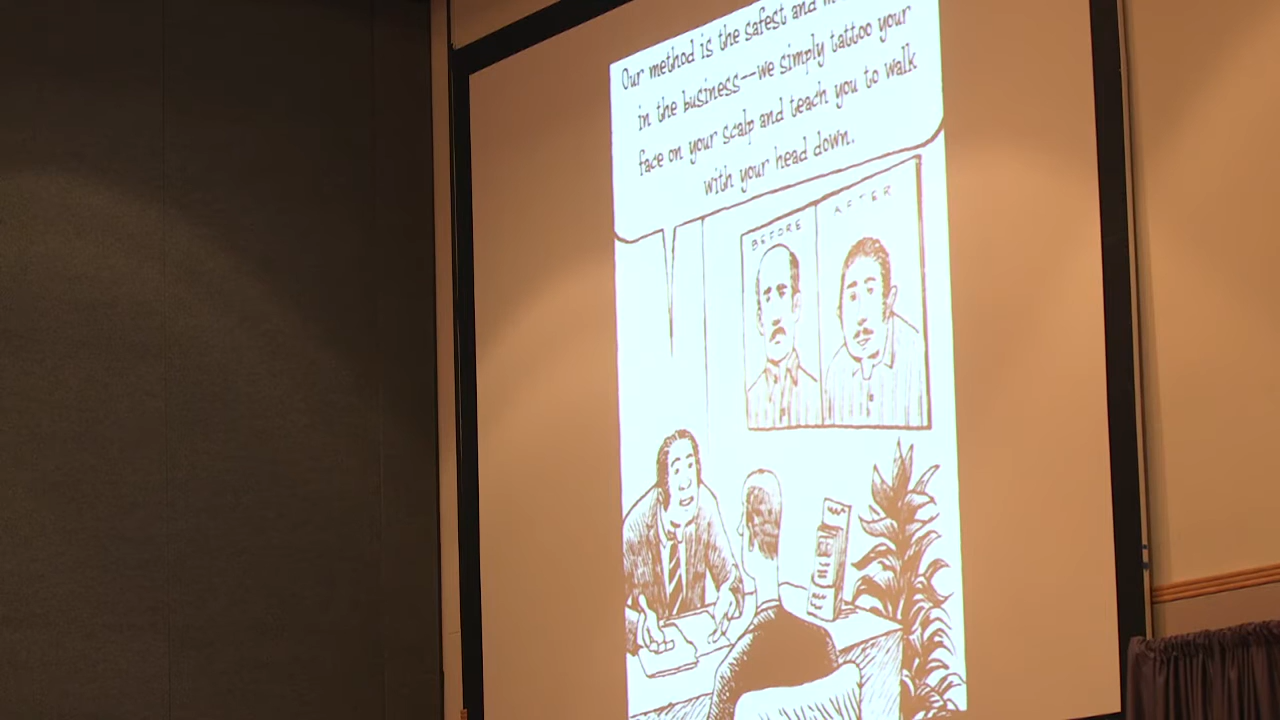 Our method is the safest and
in the business--we simply tattoo your
face on your scalp and teach you to walk
with your head down.
BEFORE
AFTER